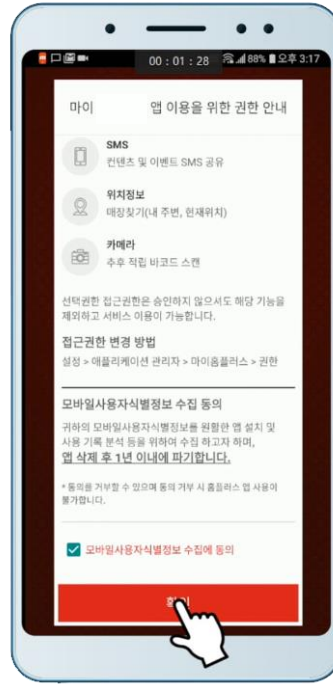 00 : 01 : 28 88% 오후 3:17
마이 앱 이용을 위한 권한 안내
SMS
컨텐츠 및 이벤트 SMS 공유
위치정보
매장찾기(내 주변, 현재위치)
카메라
추후 적립 바코드 스캔
선택권한 접근권한은 승인하지 않으셔도 해당 기능을
제외하고 서비스 이용이 가능합니다.
접근권한 변경 방법
설정 > 애플리케이션 관리자 > 마이홈플러스 > 권한
모바일사용자식별정보 수집 동의
귀하의 모바일사용자식별정보를 원활한 앱 설치 및
사용 기록 분석 등을 위하여 수집 하고자 하며,
앱 삭제 후 1년 이내에 파기합니다.
* 동의를 거부할 수 있으며 동의 거부 시 홈플러스 앱 사용이
불가합니다.
모바일사용자식별정보 수집에 동의